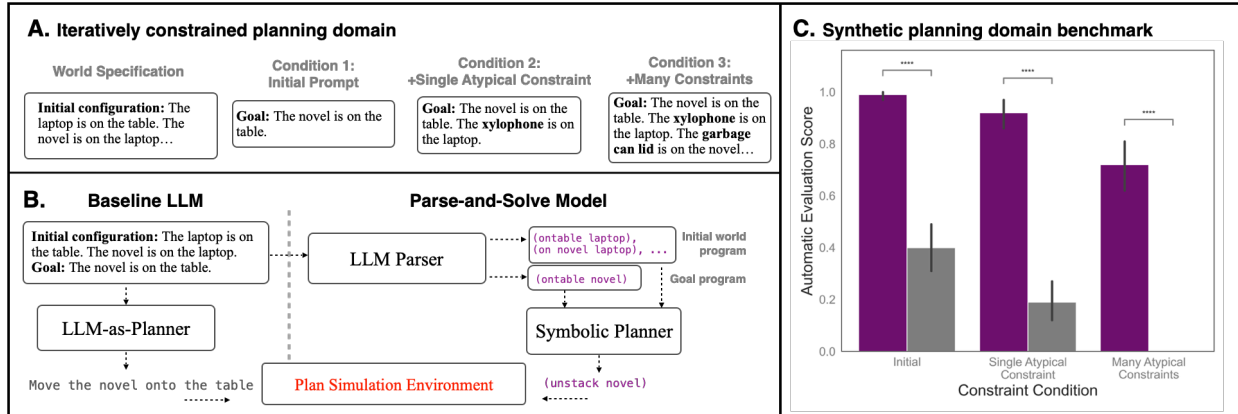 A. Iteratively constrained planning domain
World Specification
Initial configuration: The
laptop is on the table. The
novel is on the laptop…
Condition 1:
Initial Prompt
Goal: The novel is on the
table.
Condition 2:
+Single Atypical Constraint
Goal: The novel is on the
table. The xylophone is on
the laptop.
Condition 3:
+Many Constraints
Goal: The novel is on the
table. The xylophone is on
the laptop. The garbage
can lid is on the novel…
B.
Baseline LLM
Initial configuration: The laptop is on
the table. The novel is on the laptop.
Goal: The novel is on the table.
LLM-as-Planner
Move the novel onto the table
Parse-and-Solve Model
LLM Parser
(ontable laptop),
(on novel laptop), ...
Initial world
program
(ontable novel)
Goal program
Symbolic Planner
Plan Simulation Environment
(unstack novel)
C. Synthetic planning domain benchmark
Automatic Evaluation Score
1.0
0.8
0.6
0.4
0.2
0.0
****
****
****
Initial
Single Atypical
Constraint
Many Atypical
Constraints
Constraint Condition